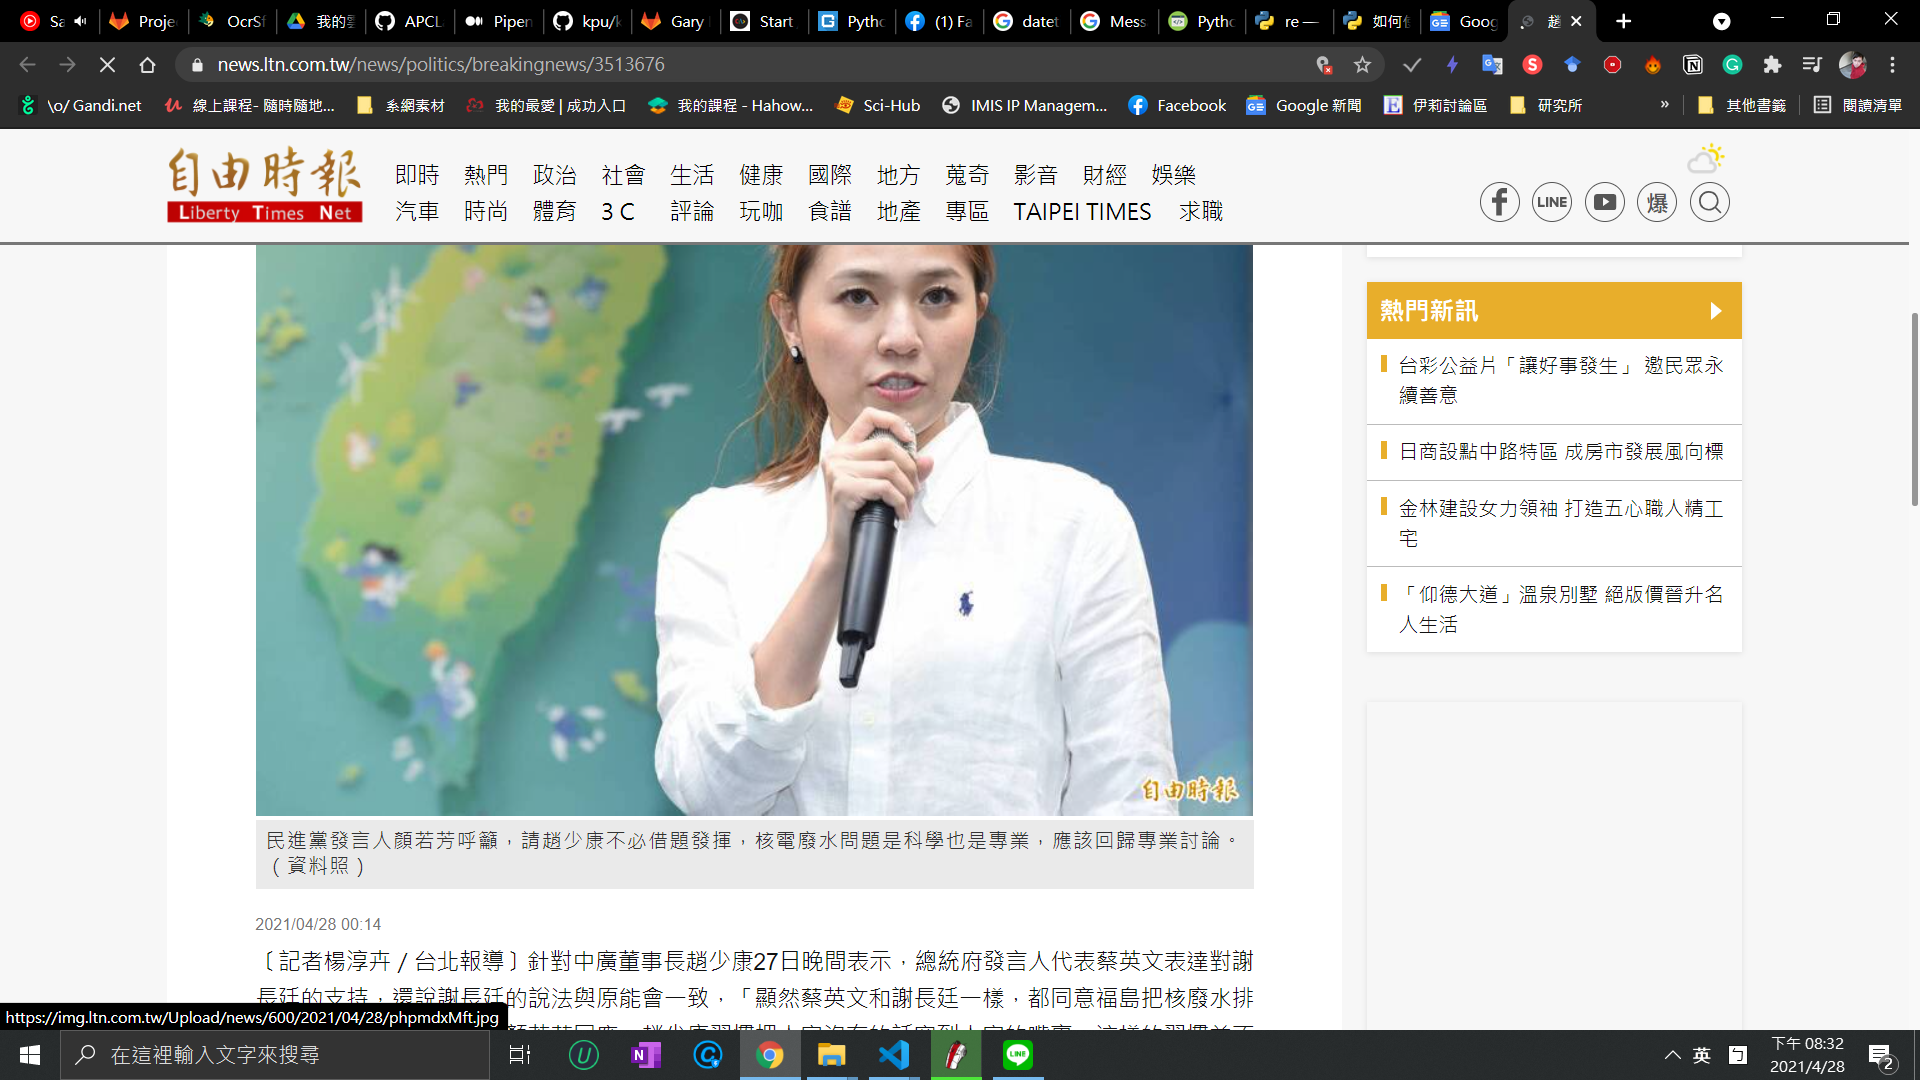 Sa
Proje
OcrSf
我的雲
APCL
Pipen
kpu/k
Gary
Start
Pytho
(1) Fa
datet
Mess
Pytho
re —
如何使
Goog
趙
news.ltn.com.tw/news/politics/breakingnews/3513676
\o/ Gandi.net
線上課程- 隨時隨地...
系網素材
我的最愛 | 成功入口
我的課程 - Hahow...
Sci-Hub
IMIS IP Managem...
Facebook
Google 新聞
伊莉討論區
研究所
»
其他書籤
閱讀清單
自由時報
Liberty Times Net
即時 熱門 政治 社會 生活 健康 國際 地方 蒐奇 影音 財經 娛樂
汽車 時尚 體育 3 C 評論 玩咖 食譜 地產 專區 TAIPEI TIMES 求職
LINE
爆
熱門新訊
台彩公益片「讓好事發生」 邀民眾永
續善意
日商設點中路特區 成房市發展風向標
金林建設女力領袖 打造五心職人精工
宅
「仰德大道」溫泉別墅 絕版價晉升名
人生活
自由時報
民進黨發言人顏若芳呼籲，請趙少康不必借題發揮，核電廢水問題是科學也是專業，應該回歸專業討論。
（資料照）
2021/04/28 00:14
〔記者楊淳卉／台北報導〕針對中廣董事長趙少康27日晚間表示，總統府發言人代表蔡英文表達對謝
長廷的支持，還說謝長廷的說法與原能會一致，「顯然蔡英文和謝長廷一樣，都同意福島把核廢水排
https://img.ltn.com.tw/Upload/news/600/2021/04/28/phpmdxMft.jpg
在這裡輸入文字來搜尋
英
ㄅ
下午 08:32
2021/4/28
2